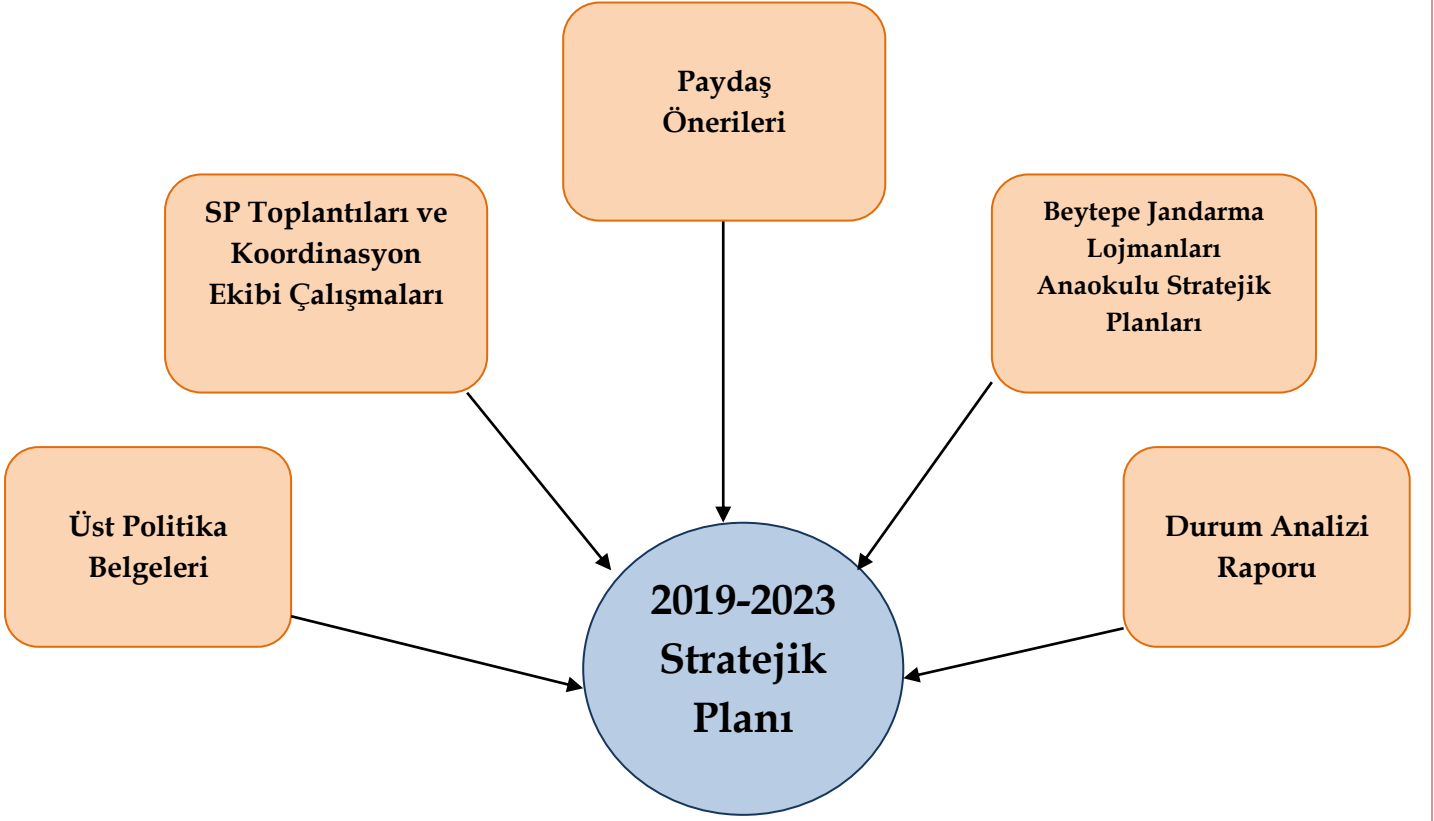 Paydaş
Önerileri
SP Toplantıları ve
Koordinasyon
Ekibi Çalışmaları
Beytepe Jandarma
Lojmanları
Anaokulu Stratejik
Planları
Üst Politika
Belgeleri
Durum Analizi
Raporu
2019-2023
Stratejik
Planı